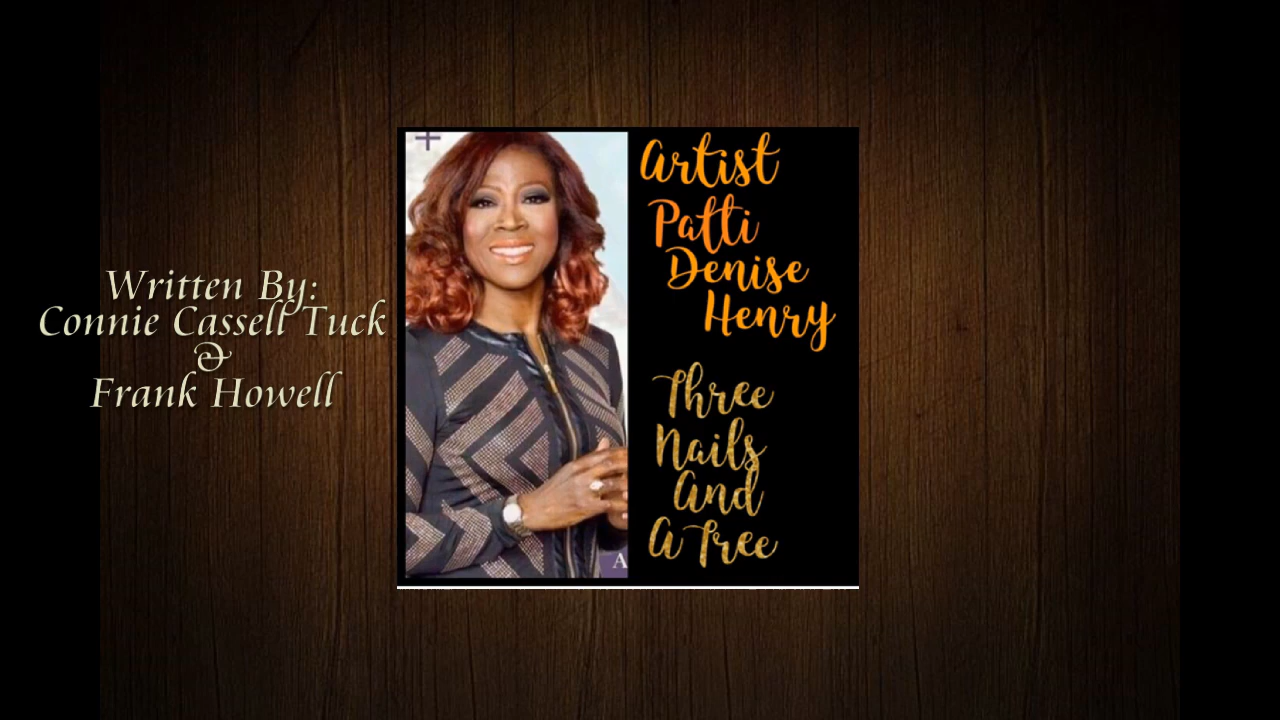 Written By:
Connie Cassell Tuck
&
Frank Howell
Artist
Patti
Denise
Henry
Three
Nails
And
A Tree
A